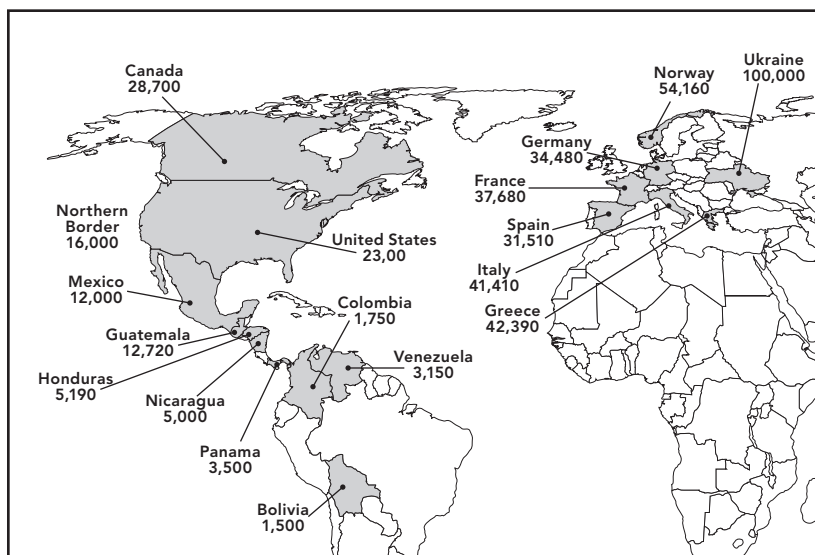 Canada
28,700
Northern
Border
16,000
United States
23,00
Mexico
12,000
Guatemala
12,720
Honduras
5,190
Nicaragua
5,000
Panama
3,500
Colombia
1,750
Venezuela
3,150
Bolivia
1,500
Norway
54,160
Ukraine
100,000
Germany
34,480
France
37,680
Spain
31,510
Italy
41,410
Greece
42,390